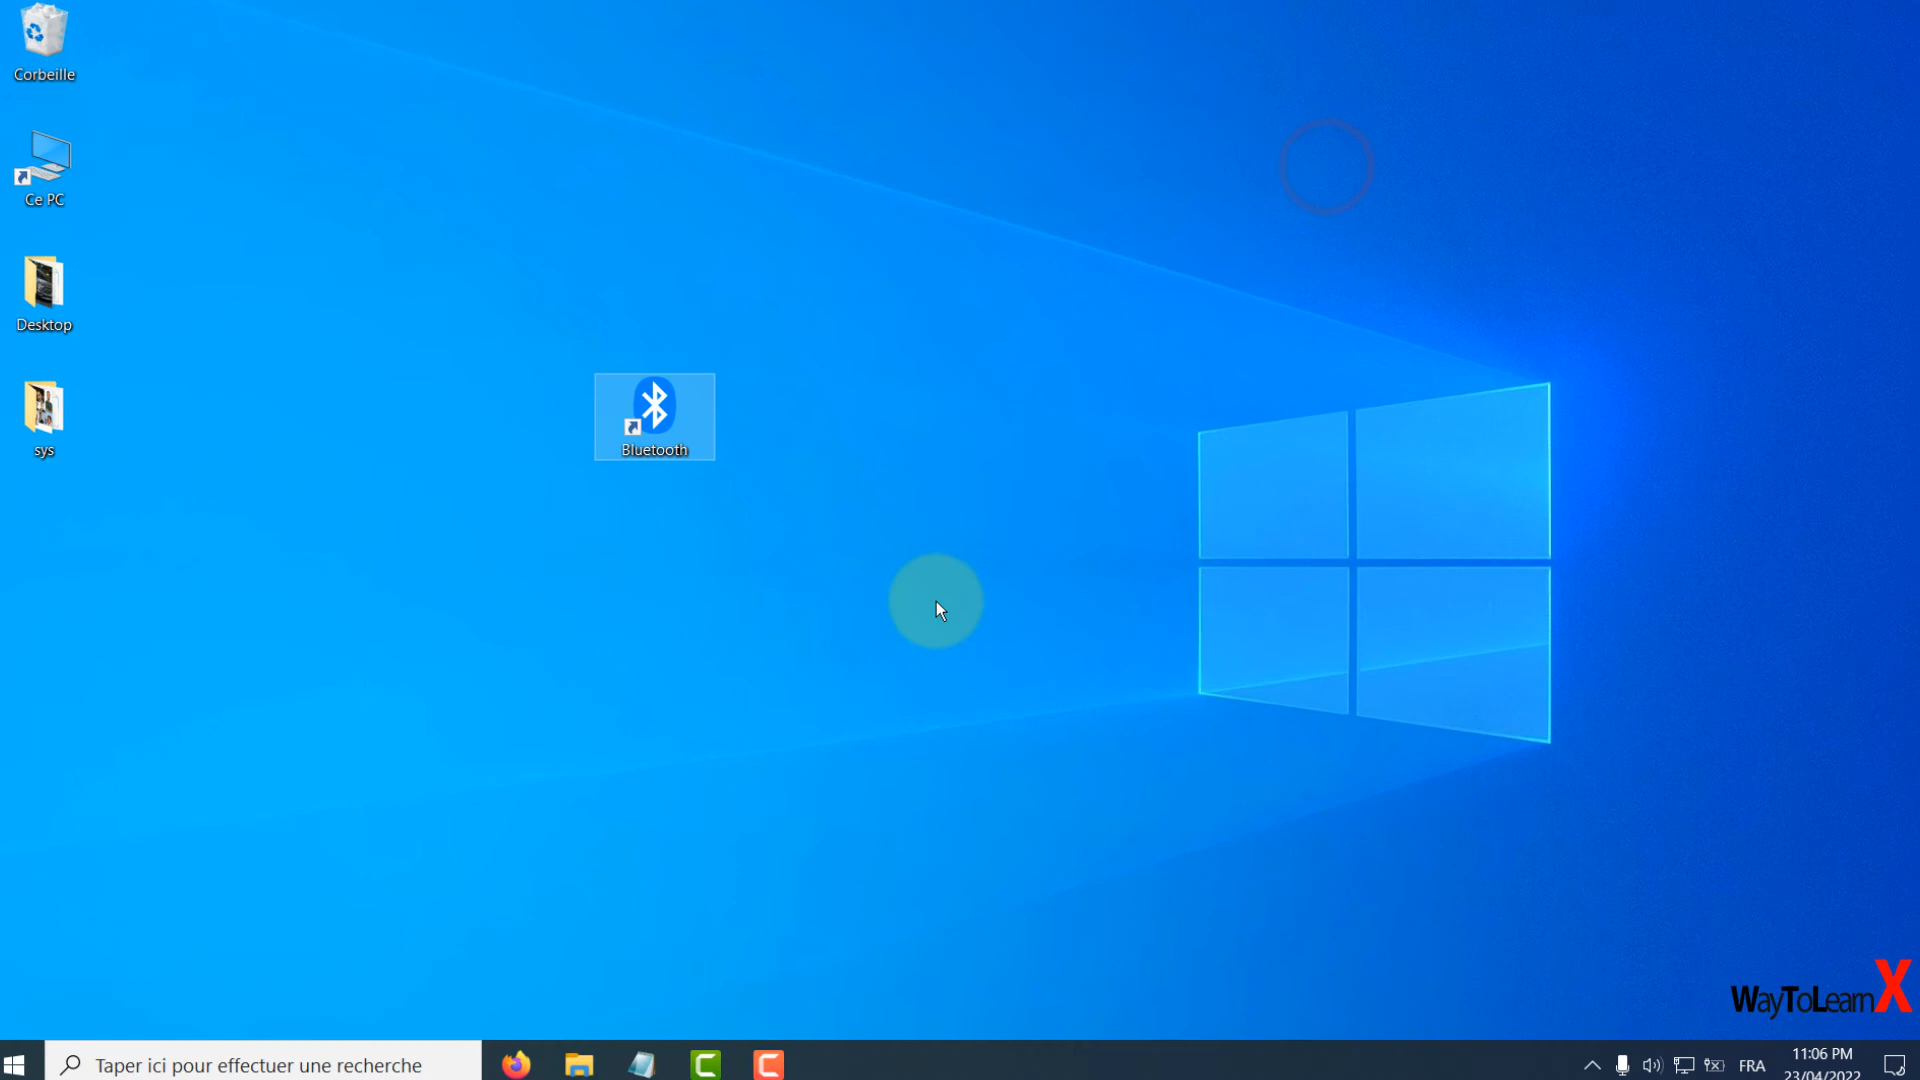 Corbeille
Ce PC
Desktop
sys
Bluetooth
WayToLearnX
Taper ici pour effectuer une recherche
FRA
11:06 PM
23/04/2022